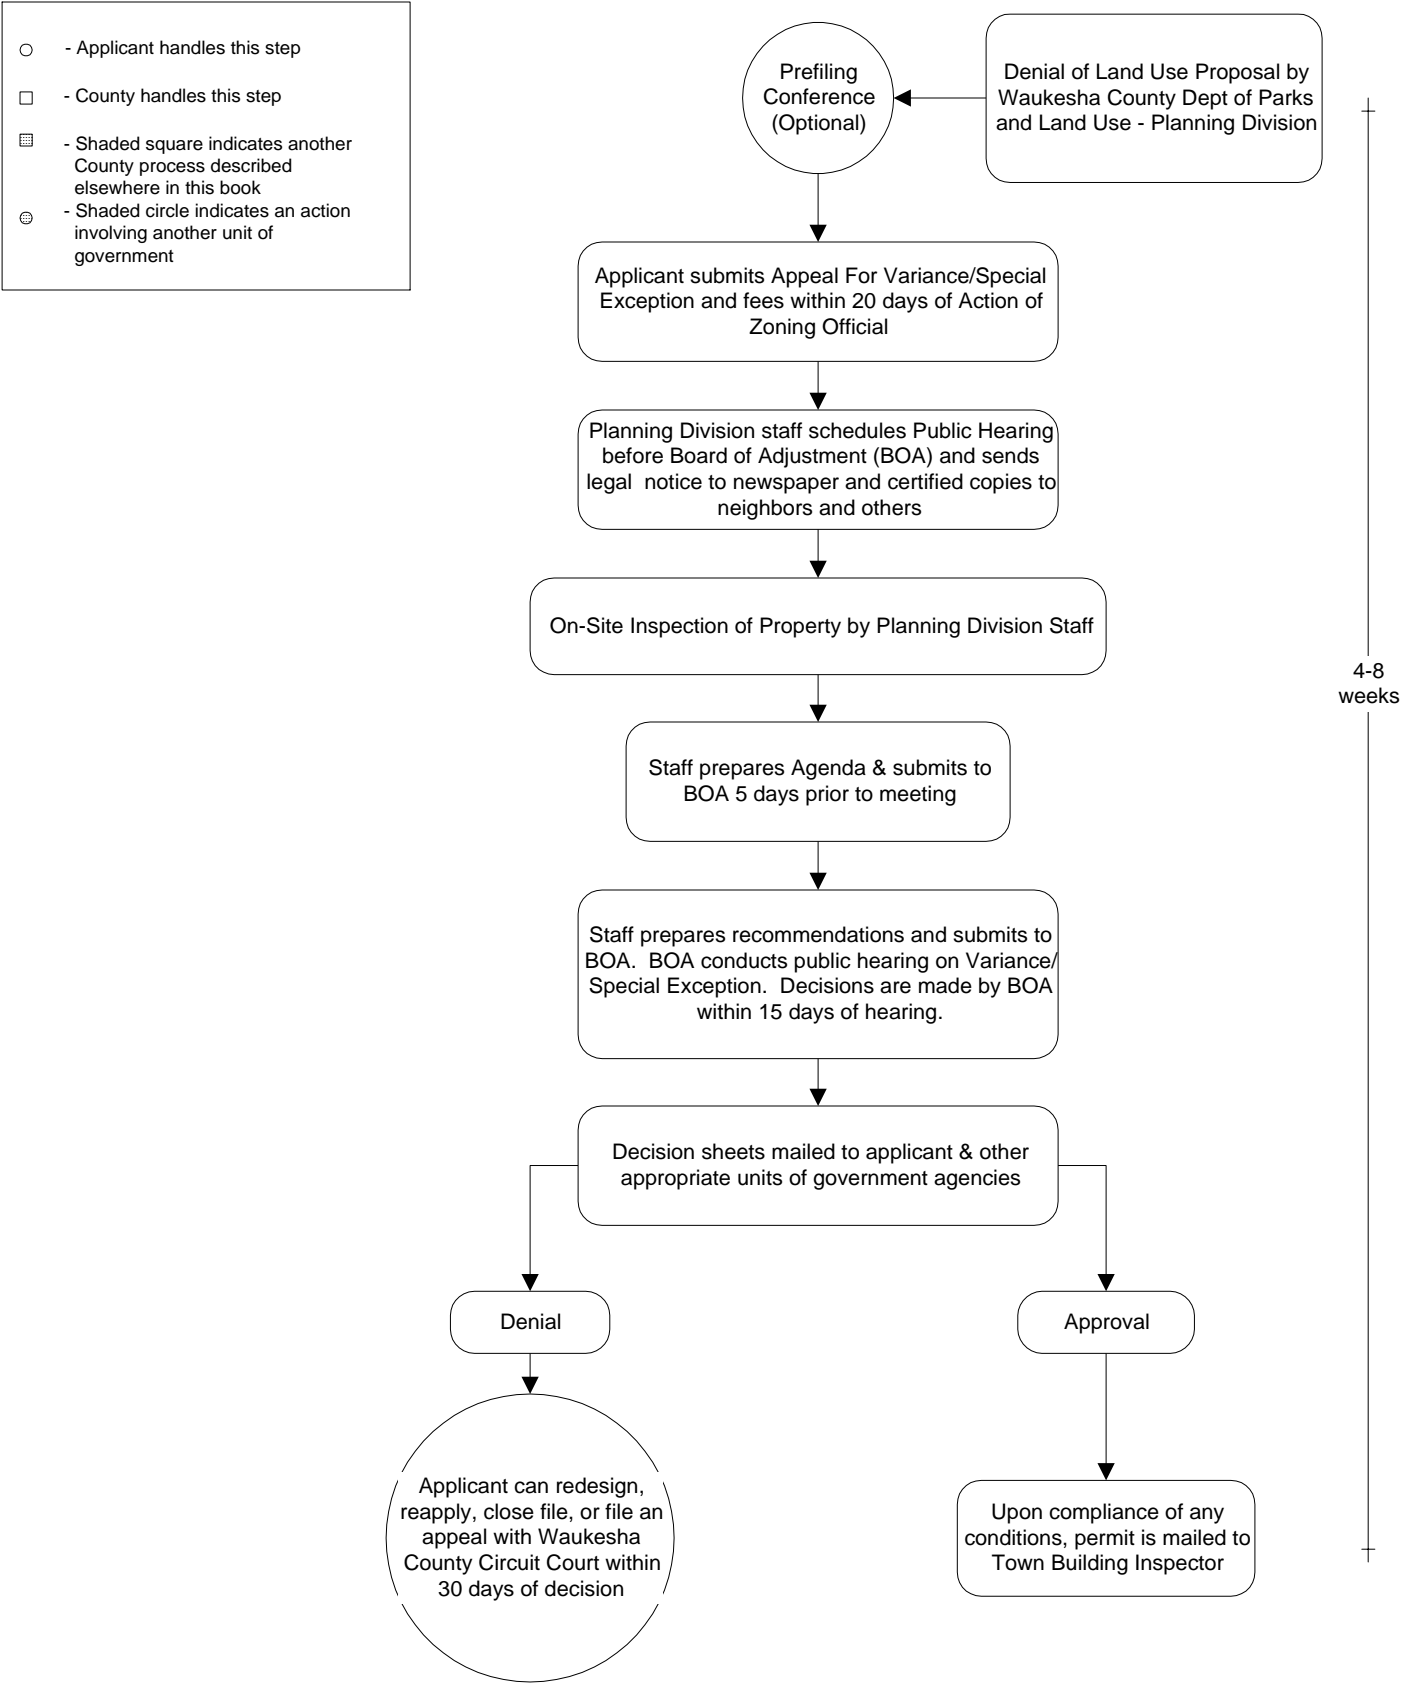 - Applicant handles this step
- County handles this step
- Shaded square indicates another
County process described
elsewhere in this book
- Shaded circle indicates an action
involving another unit of
government
Prefiling
Conference
(Optional)
Denial of Land Use Proposal by
Waukesha County Dept of Parks
and Land Use - Planning Division
Applicant submits Appeal For Variance/Special
Exception and fees within 20 days of Action of
Zoning Official
Planning Division staff schedules Public Hearing
before Board of Adjustment (BOA) and sends
legal notice to newspaper and certified copies to
neighbors and others
On-Site Inspection of Property by Planning Division Staff
4-8
weeks
Staff prepares Agenda & submits to
BOA 5 days prior to meeting
Staff prepares recommendations and submits to
BOA. BOA conducts public hearing on Variance/
Special Exception. Decisions are made by BOA
within 15 days of hearing.
Decision sheets mailed to applicant & other
appropriate units of government agencies
Denial
Approval
Applicant can redesign,
reapply, close file, or file an
appeal with Waukesha
County Circuit Court within
30 days of decision
Upon compliance of any
conditions, permit is mailed to
Town Building Inspector